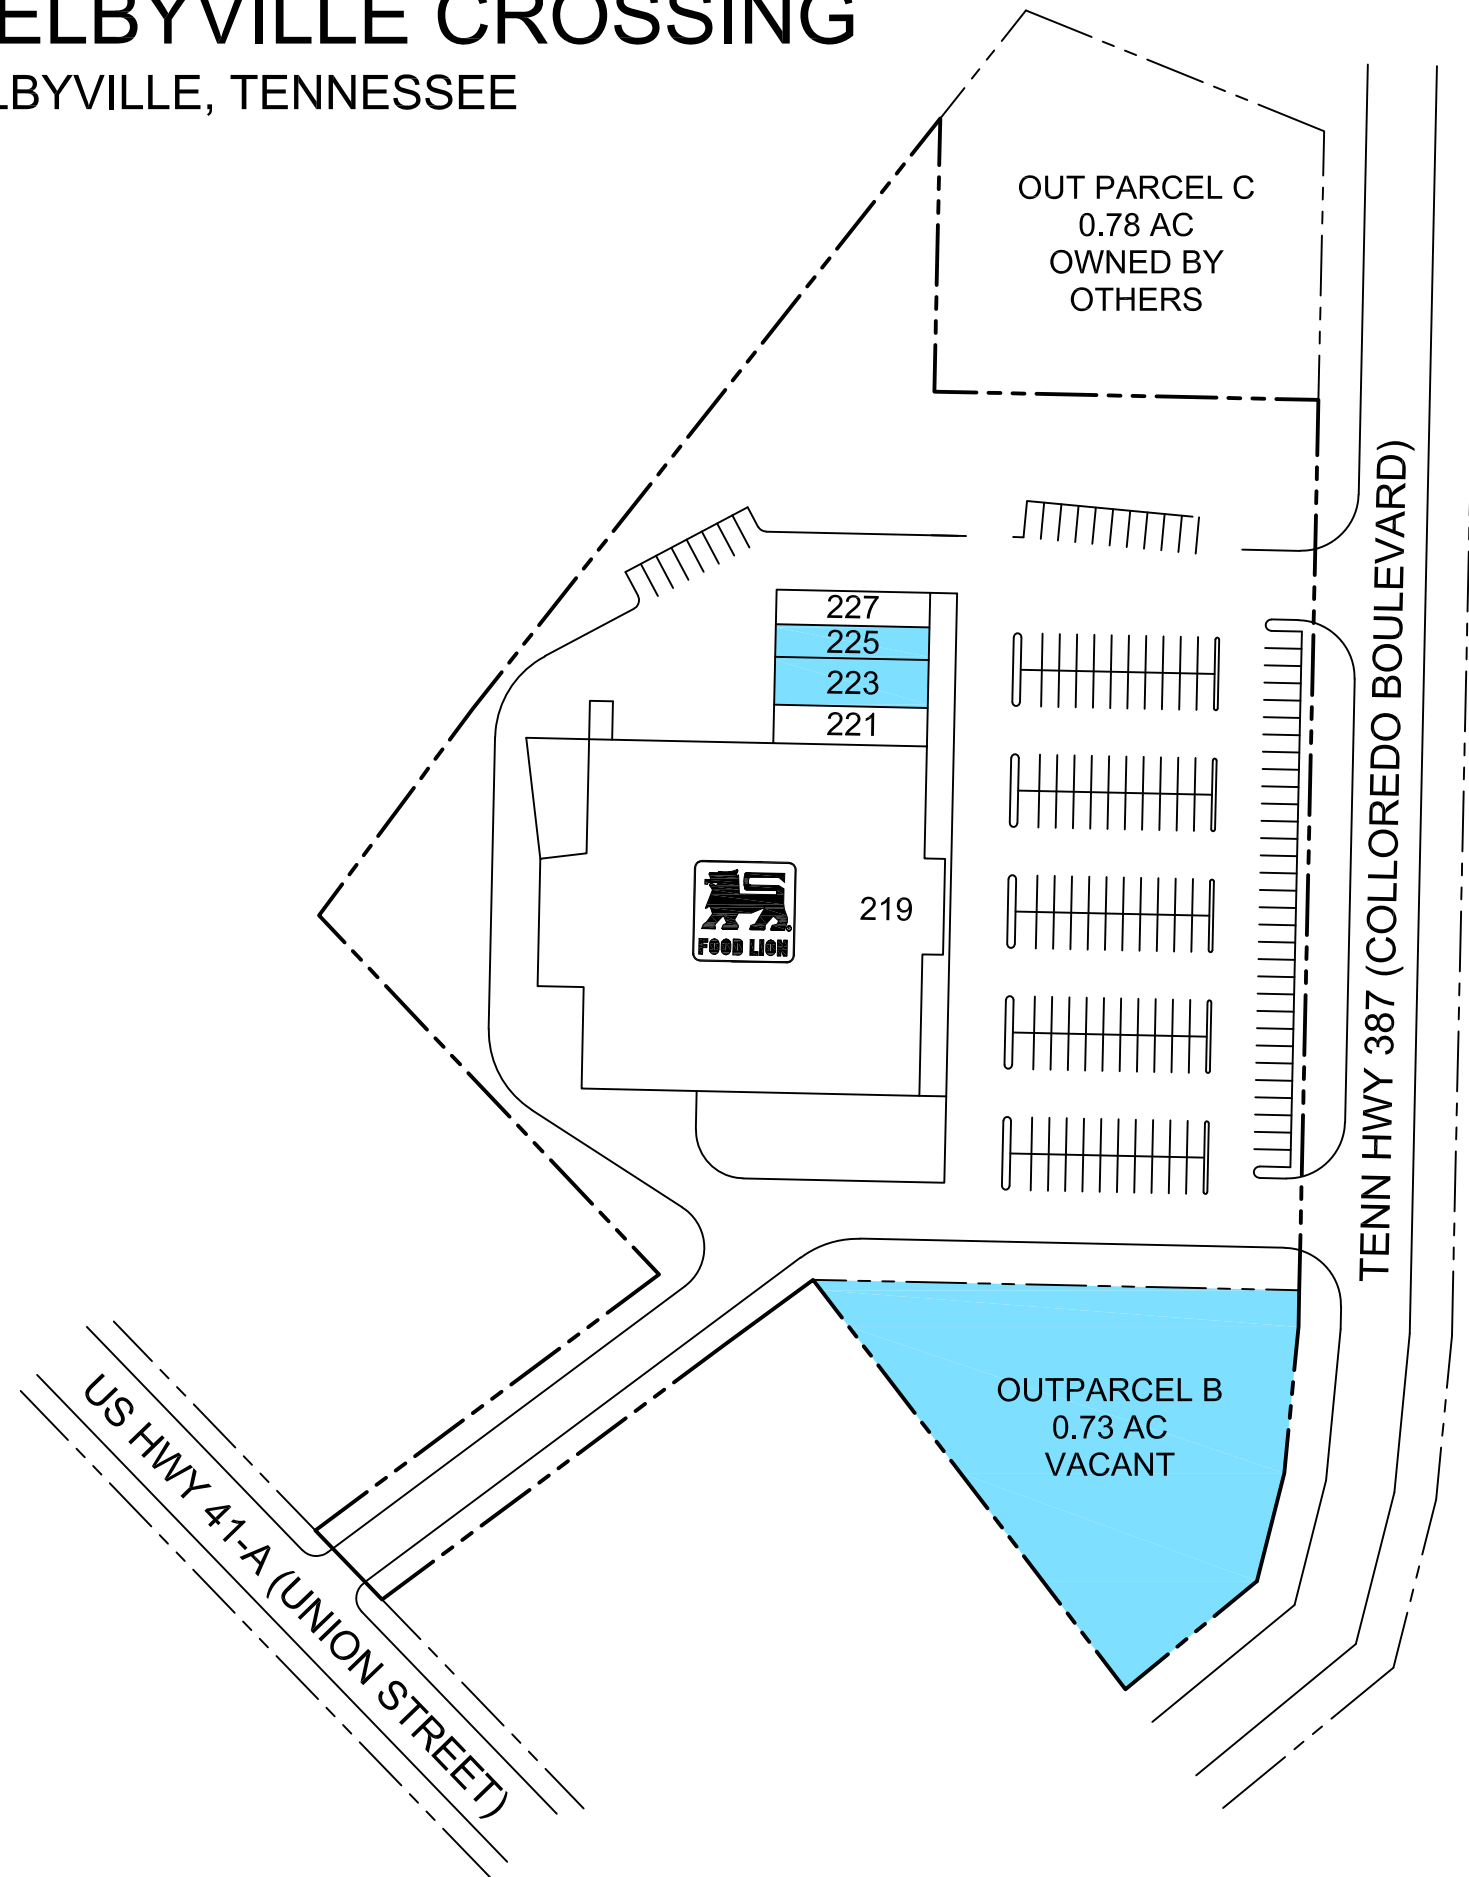 ELBYVILLE CROSSING
LBYVILLE, TENNESSEE
OUT PARCEL C
0.78 AC
OWNED BY
OTHERS
227
225
223
221
219
FOOD LION
TENN HWY 387 (COLLOREDO BOULEVARD)
OUTPARCEL B
0.73 AC
VACANT
US HWY 41-A (UNION STREET)